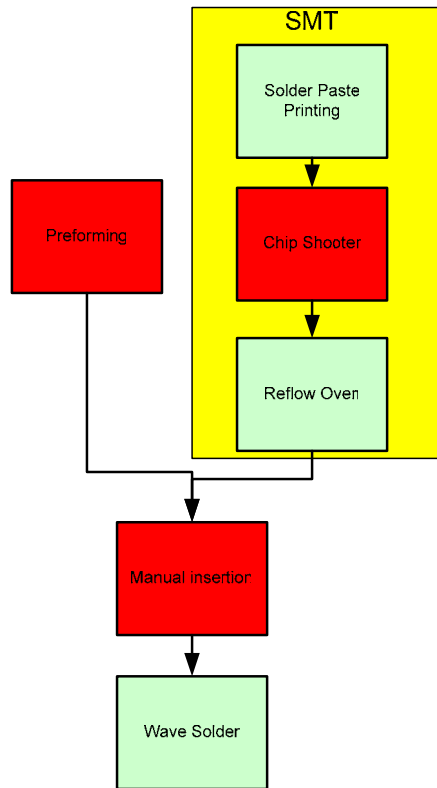 SMT
Solder Paste
Printing
Preforming
Chip Shooter
Reflow Oven
Manual insertion
Wave Solder